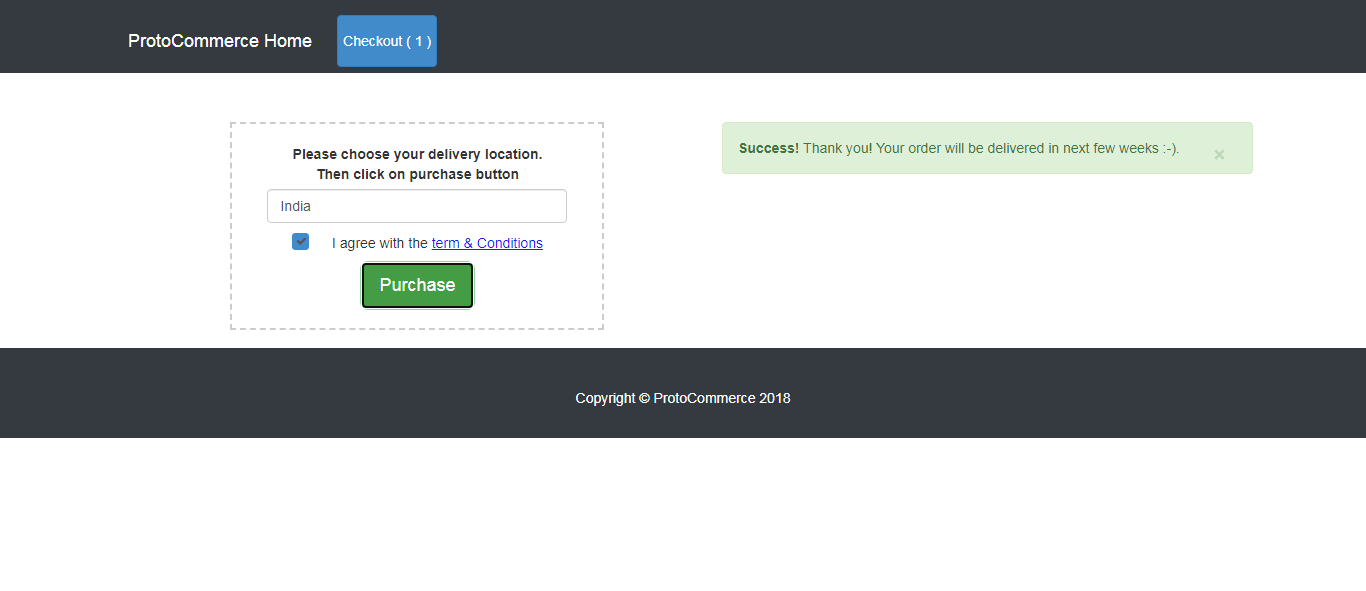 ProtoCommerce Home
Checkout ( 1 )
Please choose your delivery location.
Then click on purchase button
India
I agree with the term & Conditions
Purchase
Success! Thank you! Your order will be delivered in next few weeks :-).
×
Copyright © ProtoCommerce 2018